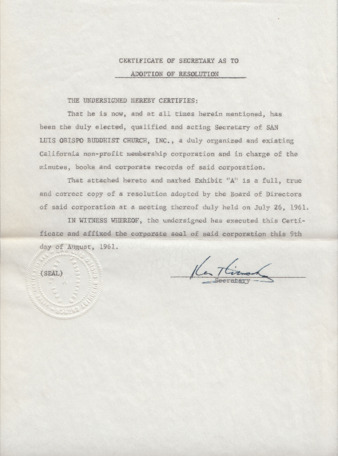 CERTIFICATE OF SECRETARY AS TO
ADOPTION OF RESOLUTION
THE UNDERSIGNED HEREBY CERTIFIES:
That he is now, and at all times herein mentioned, has
been the duly elected, qualified and acting Secretary of SAN
LUIS OBISPO BUDDHIST CHURCH, INC., a duly organized and existing
California non-profit membership corporation and in charge of the
minutes, books and corporate records of said corporation.
That attached hereto and marked Exhibit "A" is a full, true
and correct copy of a resolution adopted by the Board of Directors
of said corporation at a meeting thereof duly held on July 26, 1961.
IN WITNESS WHEREOF, the undersigned has executed this Certi-
ficate and affixed the corporate seal of said corporation this 9th
day of August, 1961.
(SEAL)
Secretary